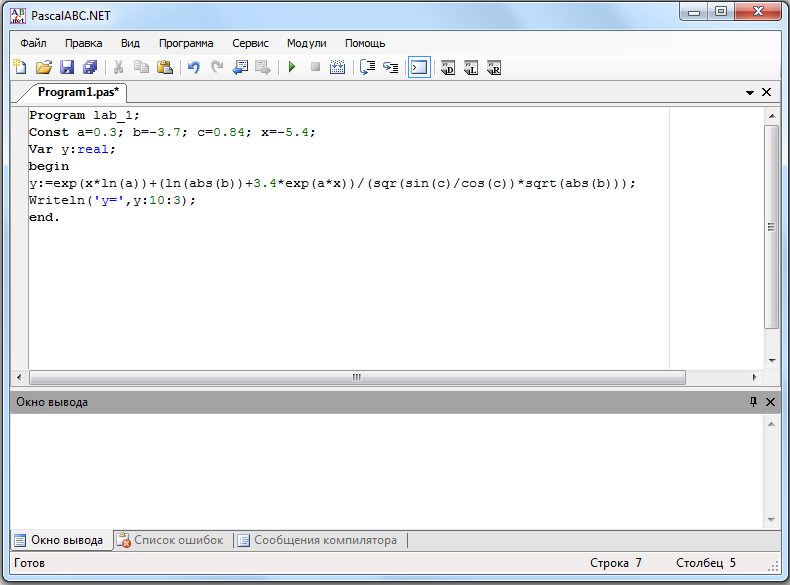 PascalABC.NET
Файл Правка Вид Программа Сервис Модули Помощь
Program1.pas*
Program lab_1;
Const a=0.3; b=-3.7; c=0.84; x=-5.4;
Var y:real;
begin
y:=exp(x*ln(a))+(ln(abs(b))+3.4*exp(a*x))/(sqr(sin(c)/cos(c))*sqrt(abs(b)));
Writeln('y=',y:10:3);
end.
Окно вывода
Окно вывода Список ошибок Сообщения компилятора
Готов Строка 7 Столбец 5